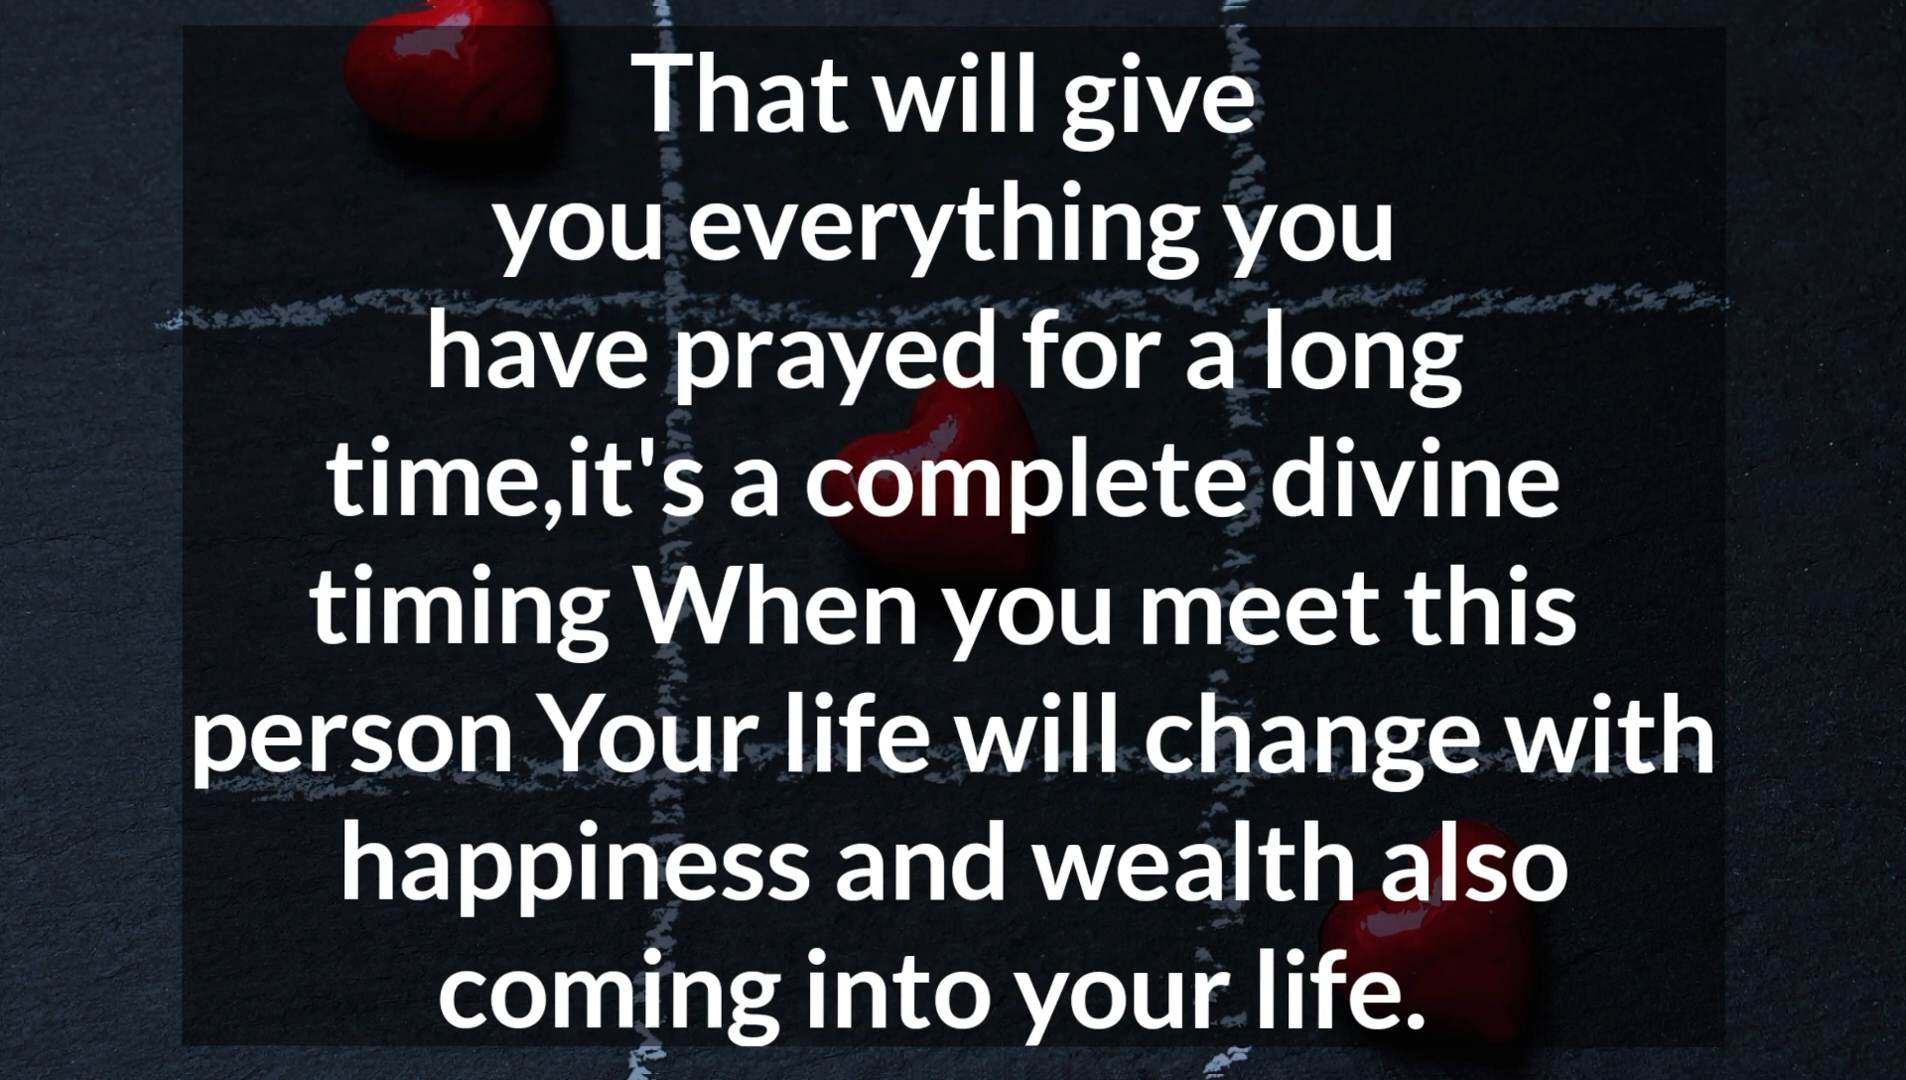 That will give
you everything you
have prayed for a long
time,it's a complete divine
timing When you meet this
person Your life will change with
happiness and wealth also
coming into your life.